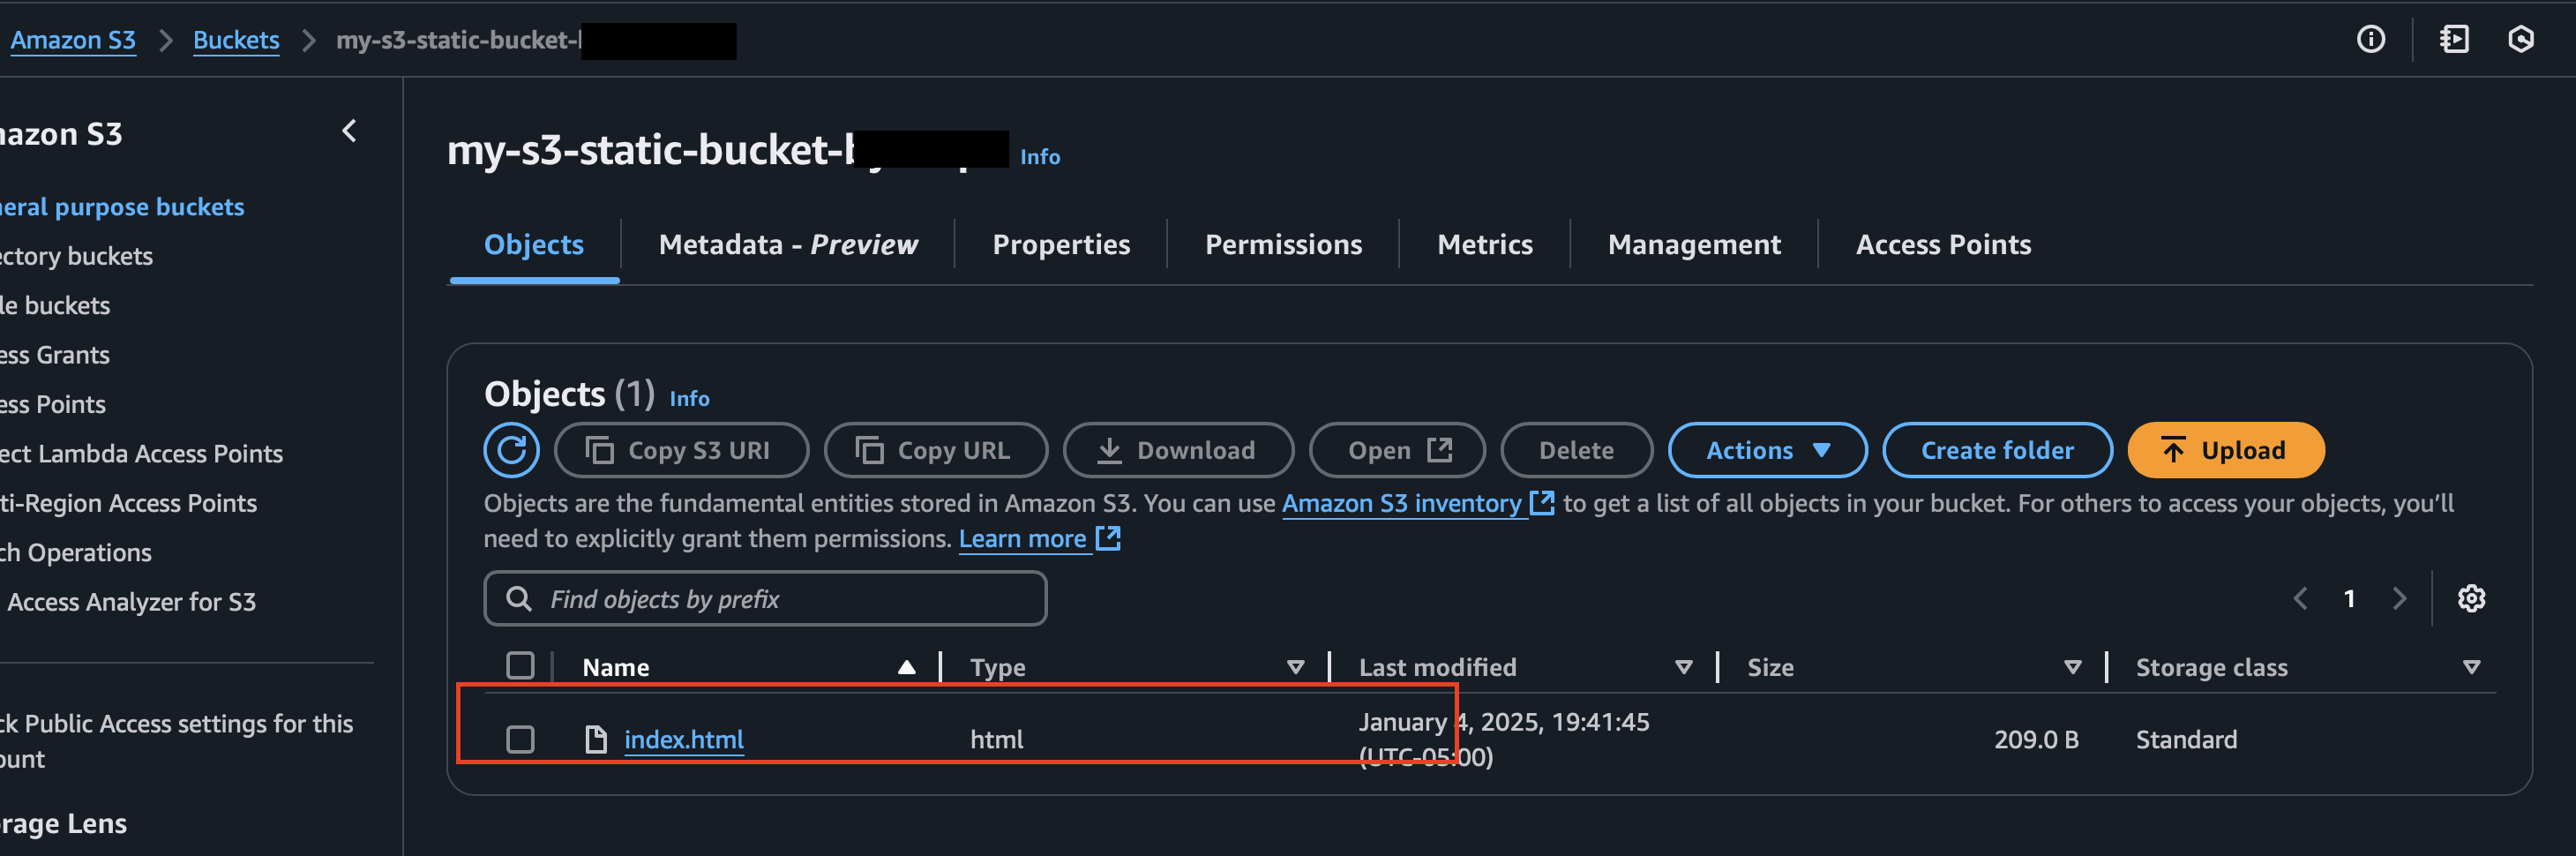 Amazon S3 > Buckets > my-s3-static-bucket-
mazon S3
my-s3-static-bucket- Info
neral purpose buckets
ectory buckets
le buckets
ess Grants
ess Points
ect Lambda Access Points
ti-Region Access Points
ch Operations
Access Analyzer for S3
ck Public Access settings for this
ount
rage Lens
Objects Metadata - Preview Properties Permissions Metrics Management Access Points
Objects (1) Info
Copy S3 URI Copy URL Download Open Delete Actions Create folder Upload
Objects are the fundamental entities stored in Amazon S3. You can use Amazon S3 inventory to get a list of all objects in your bucket. For others to access your objects, you’ll
need to explicitly grant them permissions. Learn more
Find objects by prefix
1
Name Type Last modified Size Storage class
index.html html January 4, 2025, 19:41:45 209.0 B Standard
(UTC-05:00)